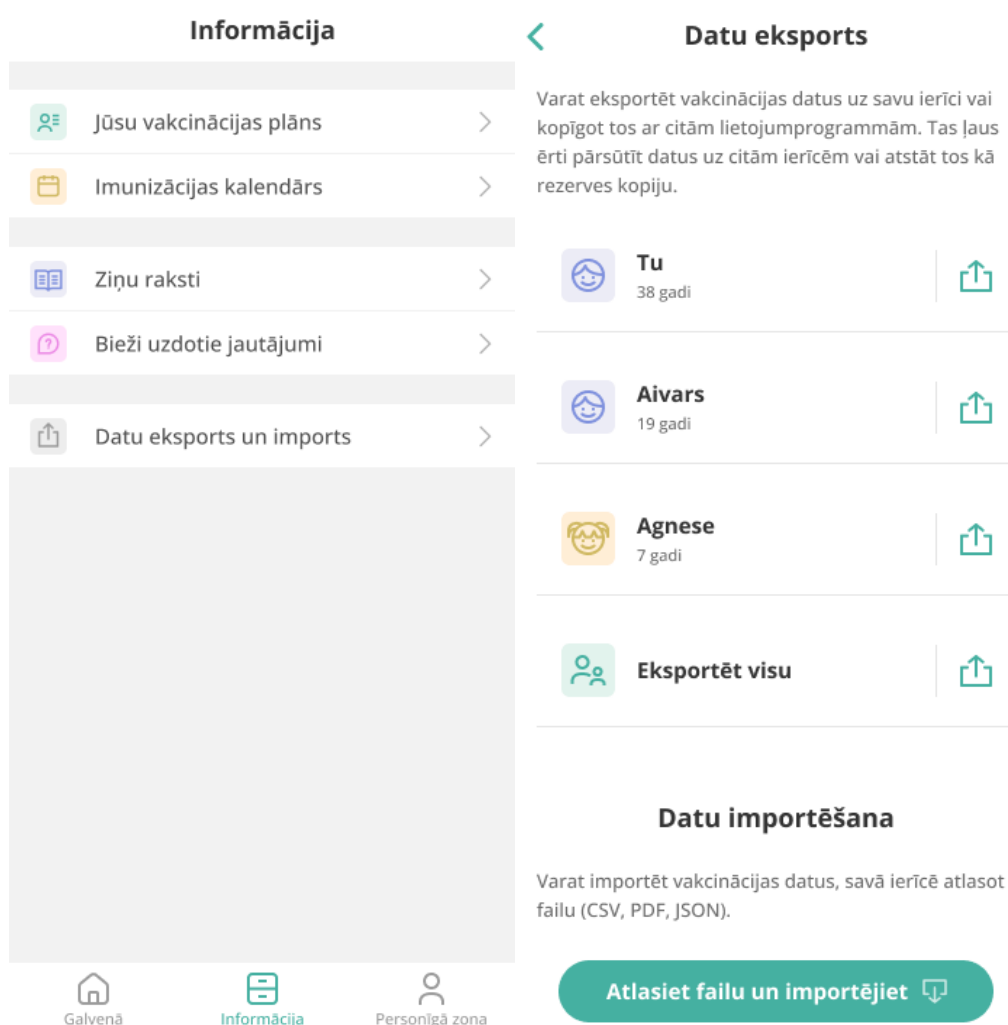 Informācija
Jūsu vakcinācijas plāns
Imunizācijas kalendārs
Ziņu raksti
Bieži uzdotie jautājumi
Datu eksports un imports
Galvenā
Informācija
Personīgā zona
Datu eksports
Varat eksportēt vakcinācijas datus uz savu ierīci vai
kopīgot tos ar citām lietojumprogrammām. Tas ļaus
ērti pārsūtīt datus uz citām ierīcēm vai atstāt tos kā
rezerves kopiju.
Tu
38 gadi
Aivars
19 gadi
Agnese
7 gadi
Eksportēt visu
Datu importēšana
Varat importēt vakcinācijas datus, savā ierīcē atlasot
failu (CSV, PDF, JSON).
Atlasiet failu un importējiet